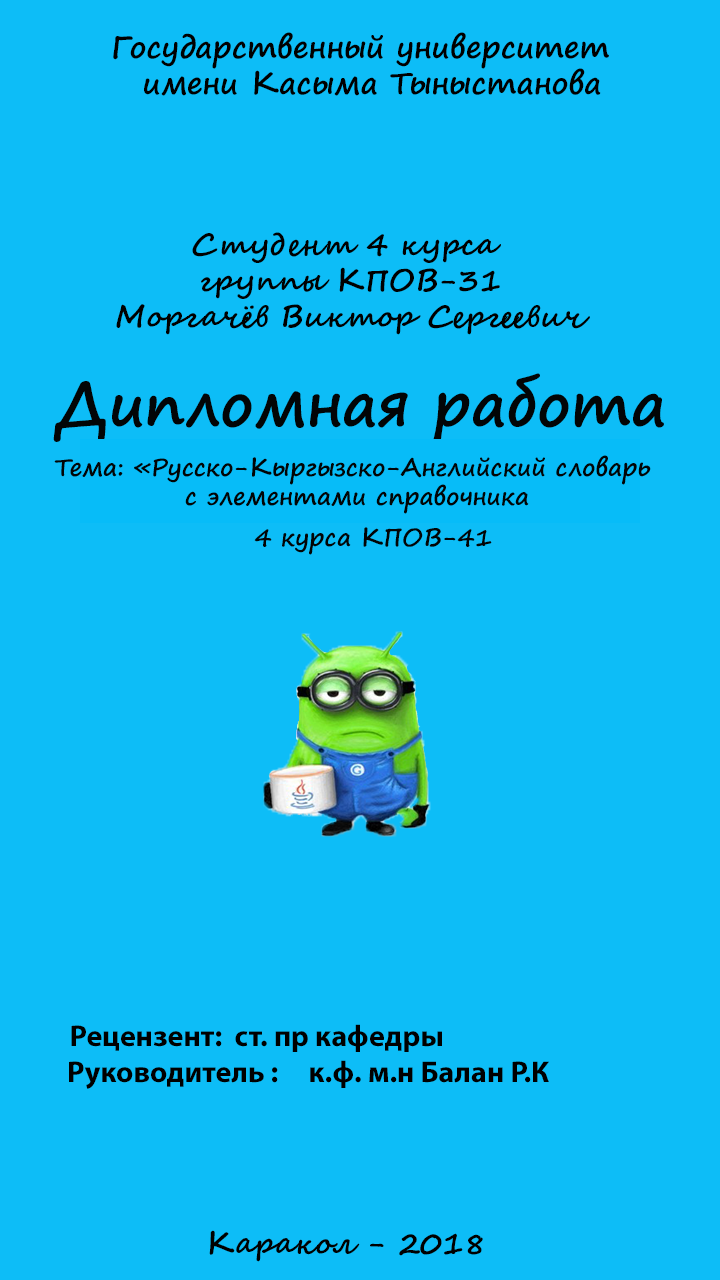 Государственный университет
имени Касыма Тыныстанова
Студент 4 курса
группы КПОВ-31
Моргачёв Виктор Сергеевич
Дипломная работа
Тема: «Русско-Кыргызско-Английский словарь
с элементами справочника
4 курса КПОВ-41
G
Рецензент: ст. пр кафедры
Руководитель : к.ф. м.н Балан Р.К
Каракол - 2018